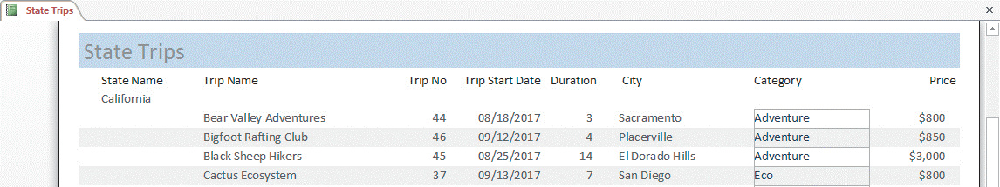 State Trips
State Trips
State Name Trip Name Trip No Trip Start Date Duration City Category Price
California
Bear Valley Adventures 44 08/18/2017 3 Sacramento Adventure $800
Bigfoot Rafting Club 46 09/12/2017 4 Placerville Adventure $850
Black Sheep Hikers 45 08/25/2017 14 El Dorado Hills Adventure $3,000
Cactus Ecosystem 37 09/13/2017 7 San Diego Eco $800